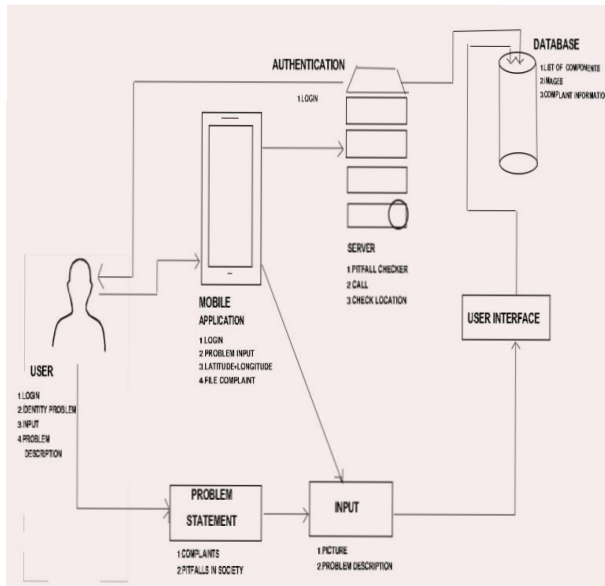 DATABASE
1.LIST OF COMPONENTS
2.IMAGES
3.COMPLAINT INFORMATION
AUTHENTICATION
1.LOGIN
SERVER
1 PITFALL CHECKER
2 CALL
3 CHECK LOCATION
MOBILE
APPLICATION
1.LOGIN
2 PROBLEM INPUT
3.LATITUDE+LONGITUDE
4.FILE COMPLAINT
USER INTERFACE
USER
1.LOGIN
2.IDENTITY PROBLEM
3.INPUT
4.PROBLEM
DESCRIPTION
PROBLEM
STATEMENT
1 COMPLAINTS
2 PITFALLS IN SOCIETY
INPUT
1 PICTURE
2 PROBLEM DESCRIPTION